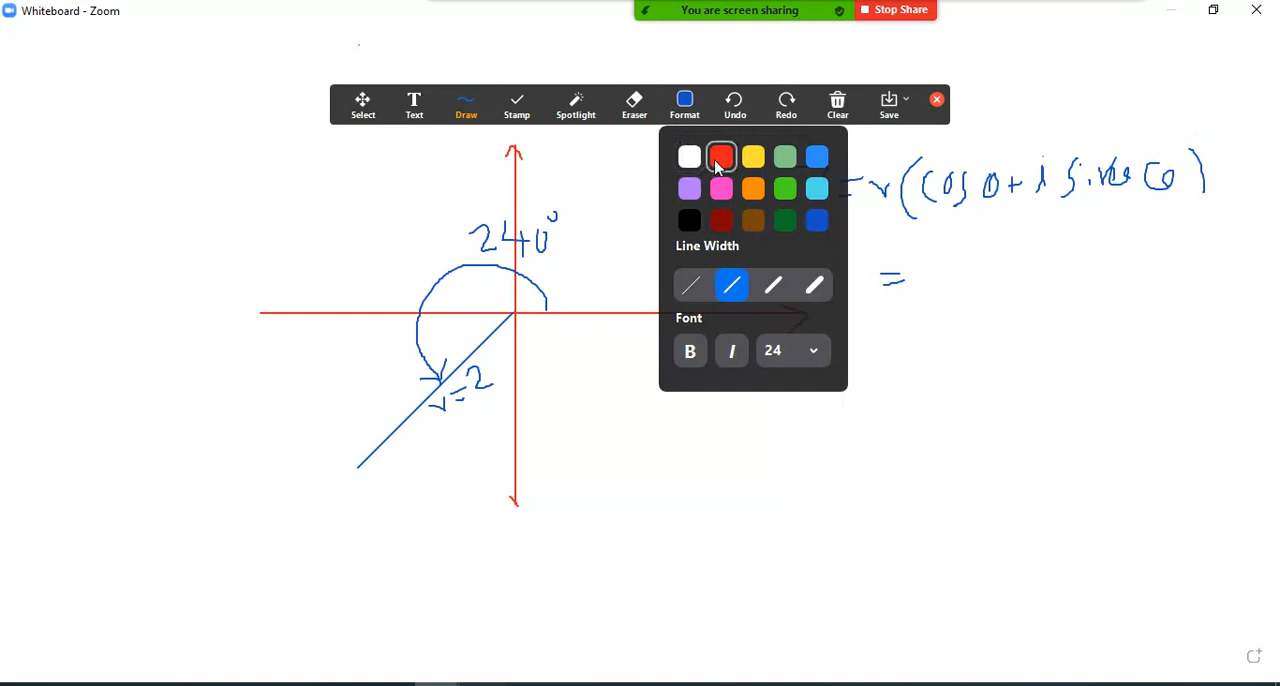 Whiteboard - Zoom
You are screen sharing
Stop Share
Select Text Draw Stamp Spotlight Eraser Format Undo Redo Clear Save
= r(cos θ + i sin θ)
240°
Line Width
=
Font
B I 24
r=2